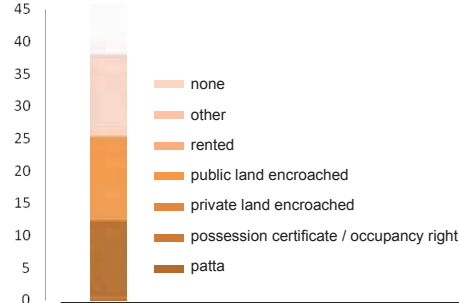 45
40
35
30
25
20
15
10
5
0
none
other
rented
public land encroached
private land encroached
possession certificate / occupancy right
patta